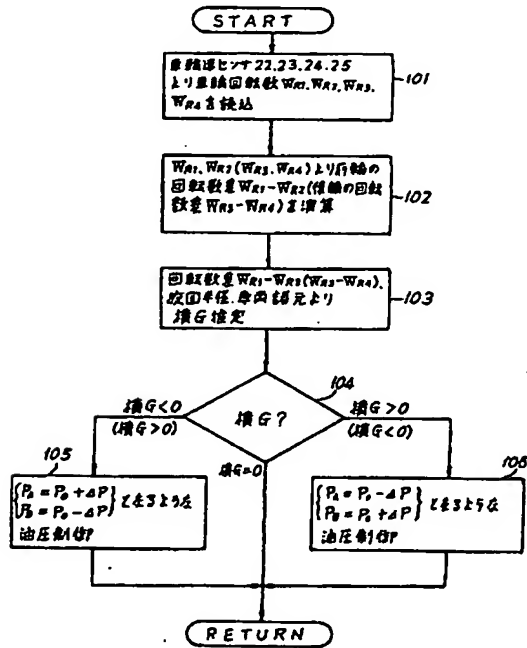 START
車輪速センサ22,23,24,25
より車輪回転数WR1,WR2,WR3,
WR4を読込
101
WR1,WR2(WR3,WR4)より前輪の
回転数差WR1-WR2(後輪の回転
数差WR3-WR4)を演算
102
回転数差WR1-WR2(WR3-WR4)、
旋回半径、車両諸元より
横G推定
103
104
横G<0
(横G>0)
横G?
横G>0
(横G<0)
横G=0
105
{PA=P0+ΔP
PB=P0-ΔP}となるような
油圧制御
106
{PA=P0-ΔP
PB=P0+ΔP}となるような
油圧制御
RETURN